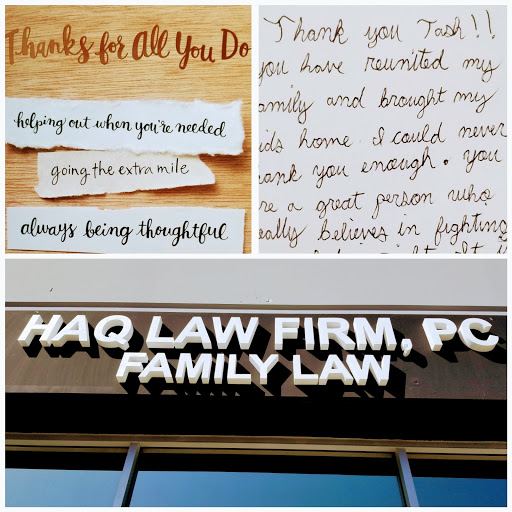 Thanks for All You Do
helping out when you're needed
going the extra mile
always being thoughtful
Thank you Tash!!
you have reunited my
amily and brought my
ids home. I could never
ank you enough. you
re a great person who
eally believes in fighting
HAQ LAW FIRM, PC
FAMILY LAW